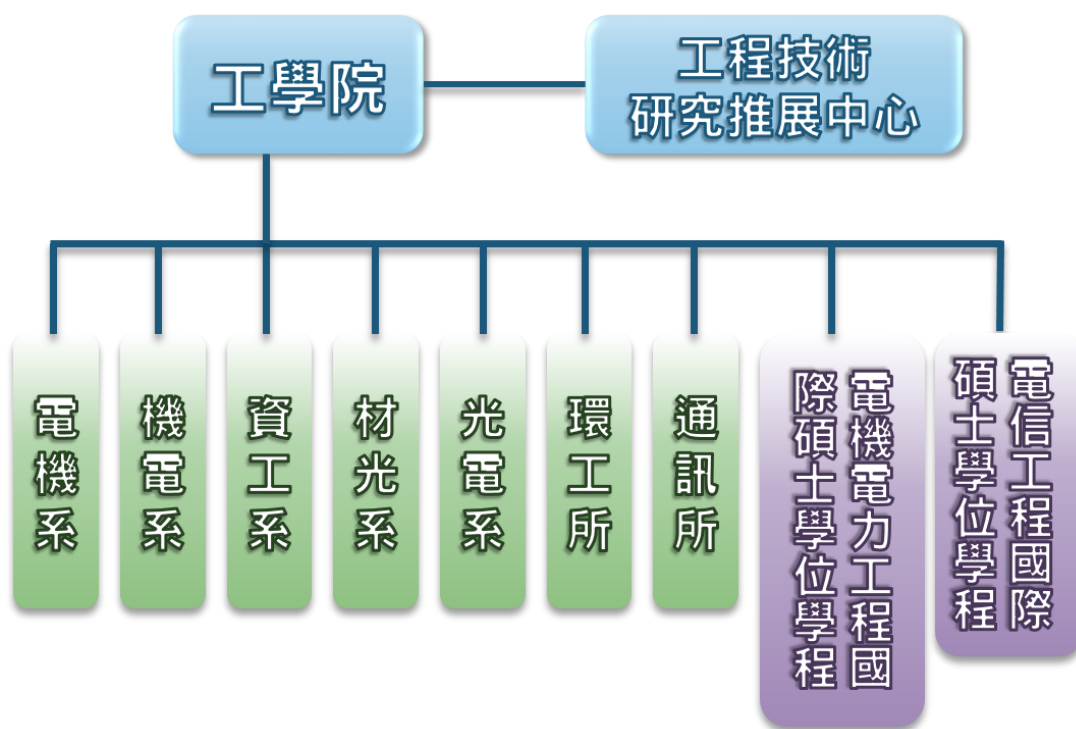 工學院
工程技術
研究推展中心
電機系
機電系
資工系
材光系
光電系
環工所
通訊所
電機電力工程國
際碩士學位學程
電信工程國際
碩士學位學程